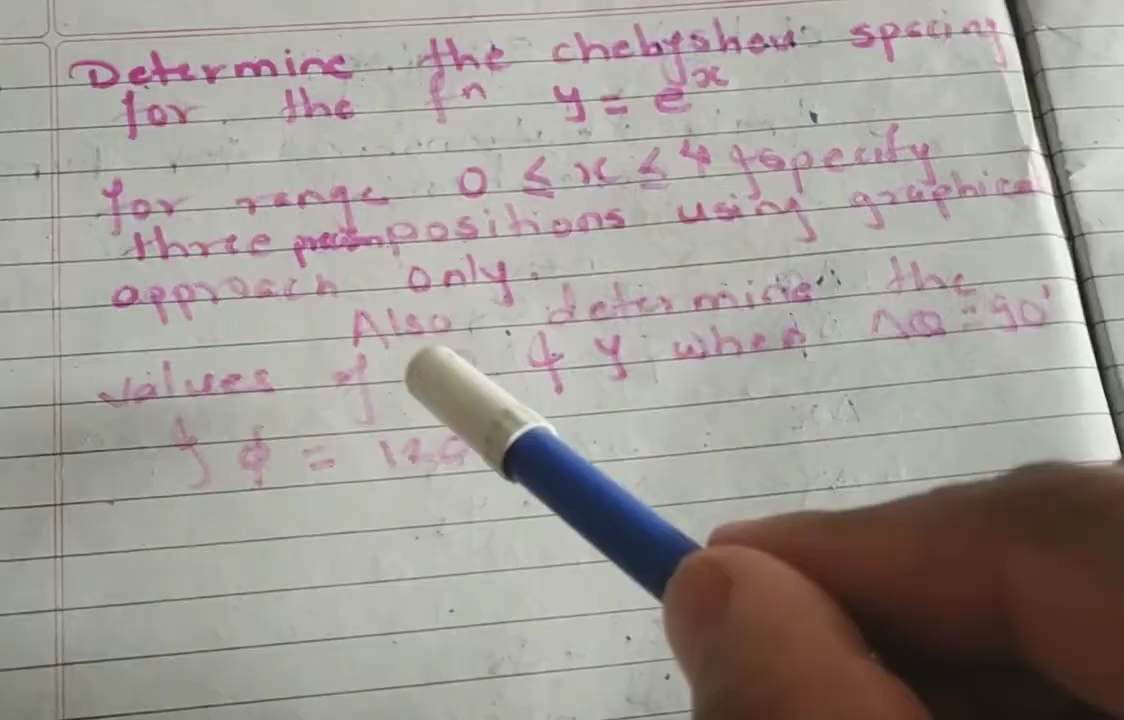 Determine the chebyshev spacing
for the fn y = e^x
for range 0 ≤ x ≤ 4 & specify
three positions using graphical
approach only.
Also determine the
values of & y when Δθ = 90°
& ϕ =